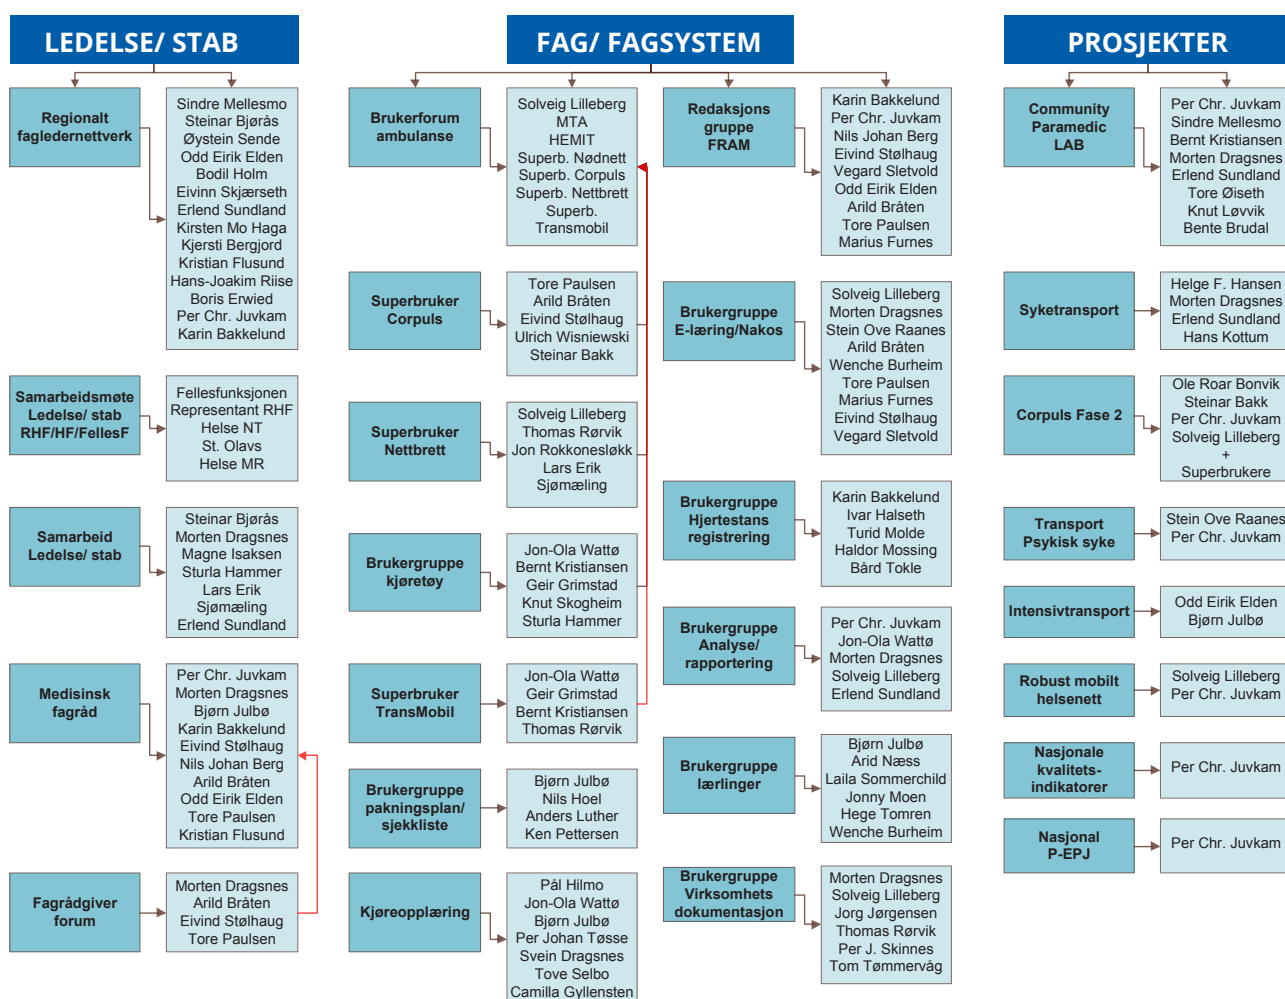 LEDELSE/ STAB
Regionalt
fagledernettverk
Sindre Mellesmo
Steinar Bjørås
Øystein Sende
Odd Eirik Elden
Bodil Holm
Eivinn Skjærseth
Erlend Sundland
Kirsten Mo Haga
Kjersti Bergjord
Kristian Flusund
Hans-Joakim Riise
Boris Erwied
Per Chr. Juvkam
Karin Bakkelund
Samarbeidsmøte
Ledelse/ stab
RHF/HF/FellesF
Fellesfunksjonen
Representant RHF
Helse NT
St. Olavs
Helse MR
Samarbeid
Ledelse/ stab
Steinar Bjørås
Morten Dragsnes
Magne Isaksen
Sturla Hammer
Lars Erik
Sjømæling
Erlend Sundland
Medisinsk
fagråd
Per Chr. Juvkam
Morten Dragsnes
Bjørn Julbø
Karin Bakkelund
Eivind Stølhaug
Nils Johan Berg
Arild Bråten
Odd Eirik Elden
Tore Paulsen
Kristian Flusund
Fagrådgiver
forum
Morten Dragsnes
Arild Bråten
Eivind Stølhaug
Tore Paulsen
FAG/ FAGSYSTEM
Brukerforum
ambulanse
Solveig Lilleberg
MTA
HEMIT
Superb. Nødnett
Superb. Corpuls
Superb. Nettbrett
Superb.
Transmobil
Superbruker
Corpuls
Tore Paulsen
Arild Bråten
Eivind Stølhaug
Ulrich Wisniewski
Steinar Bakk
Superbruker
Nettbrett
Solveig Lilleberg
Thomas Rørvik
Jon Rokkonesløkk
Lars Erik
Sjømæling
Brukergruppe
kjøretøy
Jon-Ola Wattø
Bernt Kristiansen
Geir Grimstad
Knut Skogheim
Sturla Hammer
Superbruker
TransMobil
Jon-Ola Wattø
Geir Grimstad
Bernt Kristiansen
Thomas Rørvik
Brukergruppe
pakningsplan/
sjekkliste
Bjørn Julbø
Nils Hoel
Anders Luther
Ken Pettersen
Kjøreopplæring
Pål Hilmo
Jon-Ola Wattø
Bjørn Julbø
Per Johan Tøsse
Svein Dragsnes
Tove Selbo
Camilla Gyllensten
Redaksjons
gruppe
FRAM
Karin Bakkelund
Per Chr. Juvkam
Nils Johan Berg
Eivind Stølhaug
Vegard Sletvold
Odd Eirik Elden
Arild Bråten
Tore Paulsen
Marius Furnes
Brukergruppe
E-læring/Nakos
Solveig Lilleberg
Morten Dragsnes
Stein Ove Raanes
Arild Bråten
Wenche Burheim
Tore Paulsen
Marius Furnes
Eivind Stølhaug
Vegard Sletvold
Brukergruppe
Hjertestans
registrering
Karin Bakkelund
Ivar Halseth
Turid Molde
Haldor Mossing
Bård Tokle
Brukergruppe
Analyse/
rapportering
Per Chr. Juvkam
Jon-Ola Wattø
Morten Dragsnes
Solveig Lilleberg
Erlend Sundland
Brukergruppe
lærlinger
Bjørn Julbø
Arid Næss
Laila Sommerchild
Jonny Moen
Hege Tomren
Wenche Burheim
Brukergruppe
Virksomhets
dokumentasjon
Morten Dragsnes
Solveig Lilleberg
Jorg Jørgensen
Thomas Rørvik
Per J. Skinnes
Tom Tømmervåg
PROSJEKTER
Community
Paramedic
LAB
Per Chr. Juvkam
Sindre Mellesmo
Bernt Kristiansen
Morten Dragsnes
Erlend Sundland
Tore Øiseth
Knut Løvvik
Bente Brudal
Syketransport
Helge F. Hansen
Morten Dragsnes
Erlend Sundland
Hans Kottum
Corpuls Fase 2
Ole Roar Bonvik
Steinar Bakk
Per Chr. Juvkam
Solveig Lilleberg
+
Superbrukere
Transport
Psykisk syke
Stein Ove Raanes
Per Chr. Juvkam
Intensivtransport
Odd Eirik Elden
Bjørn Julbø
Robust mobilt
helsenett
Solveig Lilleberg
Per Chr. Juvkam
Nasjonale
kvalitets-
indikatorer
Per Chr. Juvkam
Nasjonal
P-EPJ
Per Chr. Juvkam